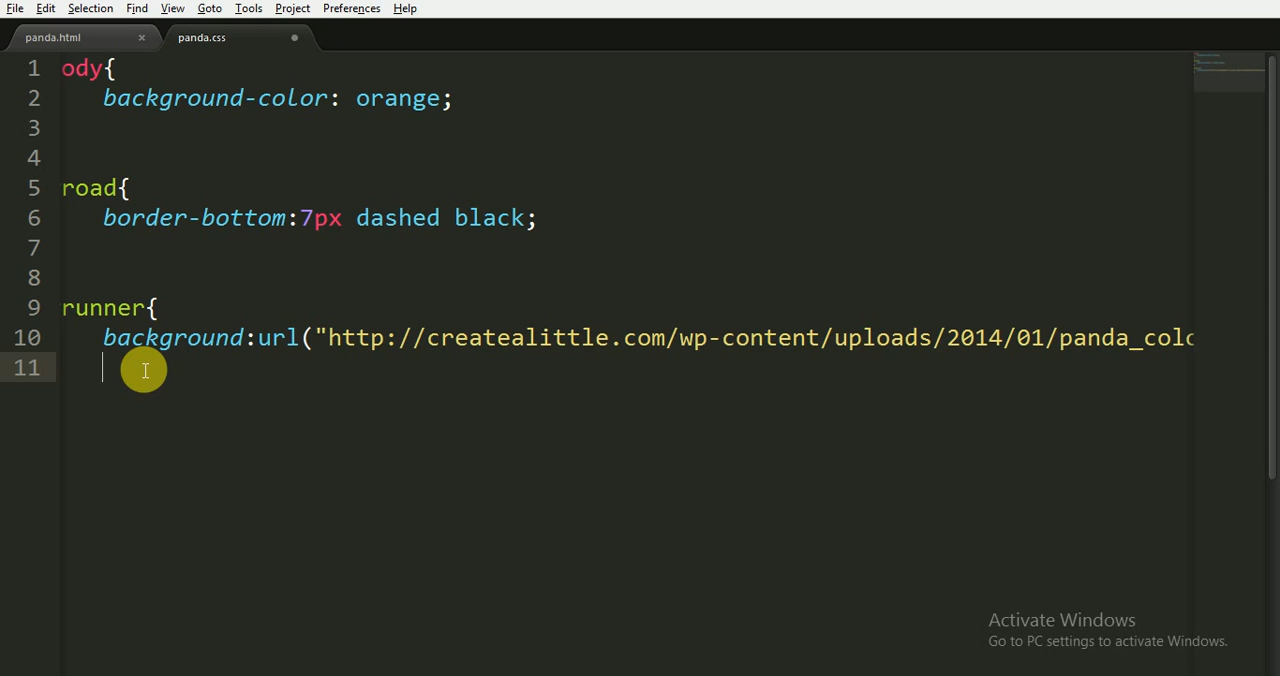 File Edit Selection Find View Goto Tools Project Preferences Help
panda.html × panda.css
1 ody{
2 background-color: orange;
3
4
5 road{
6 border-bottom:7px dashed black;
7
8
9 runner{
10 background:url("http://createalittle.com/wp-content/uploads/2014/01/panda_colo
11
Activate Windows
Go to PC settings to activate Windows.